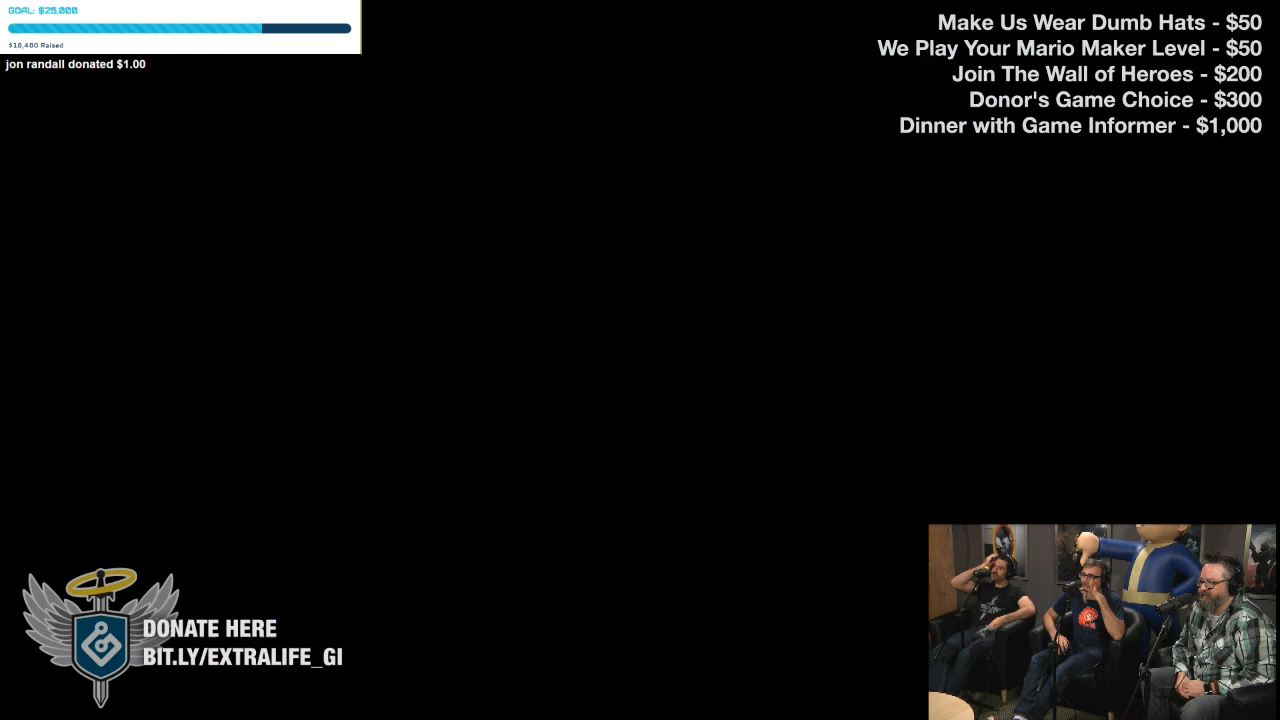 GOAL: $25,000
$18,480 Raised
jon randall donated $1.00
Make Us Wear Dumb Hats - $50
We Play Your Mario Maker Level - $50
Join The Wall of Heroes - $200
Donor's Game Choice - $300
Dinner with Game Informer - $1,000
DONATE HERE
BIT.LY/EXTRALIFE_GI